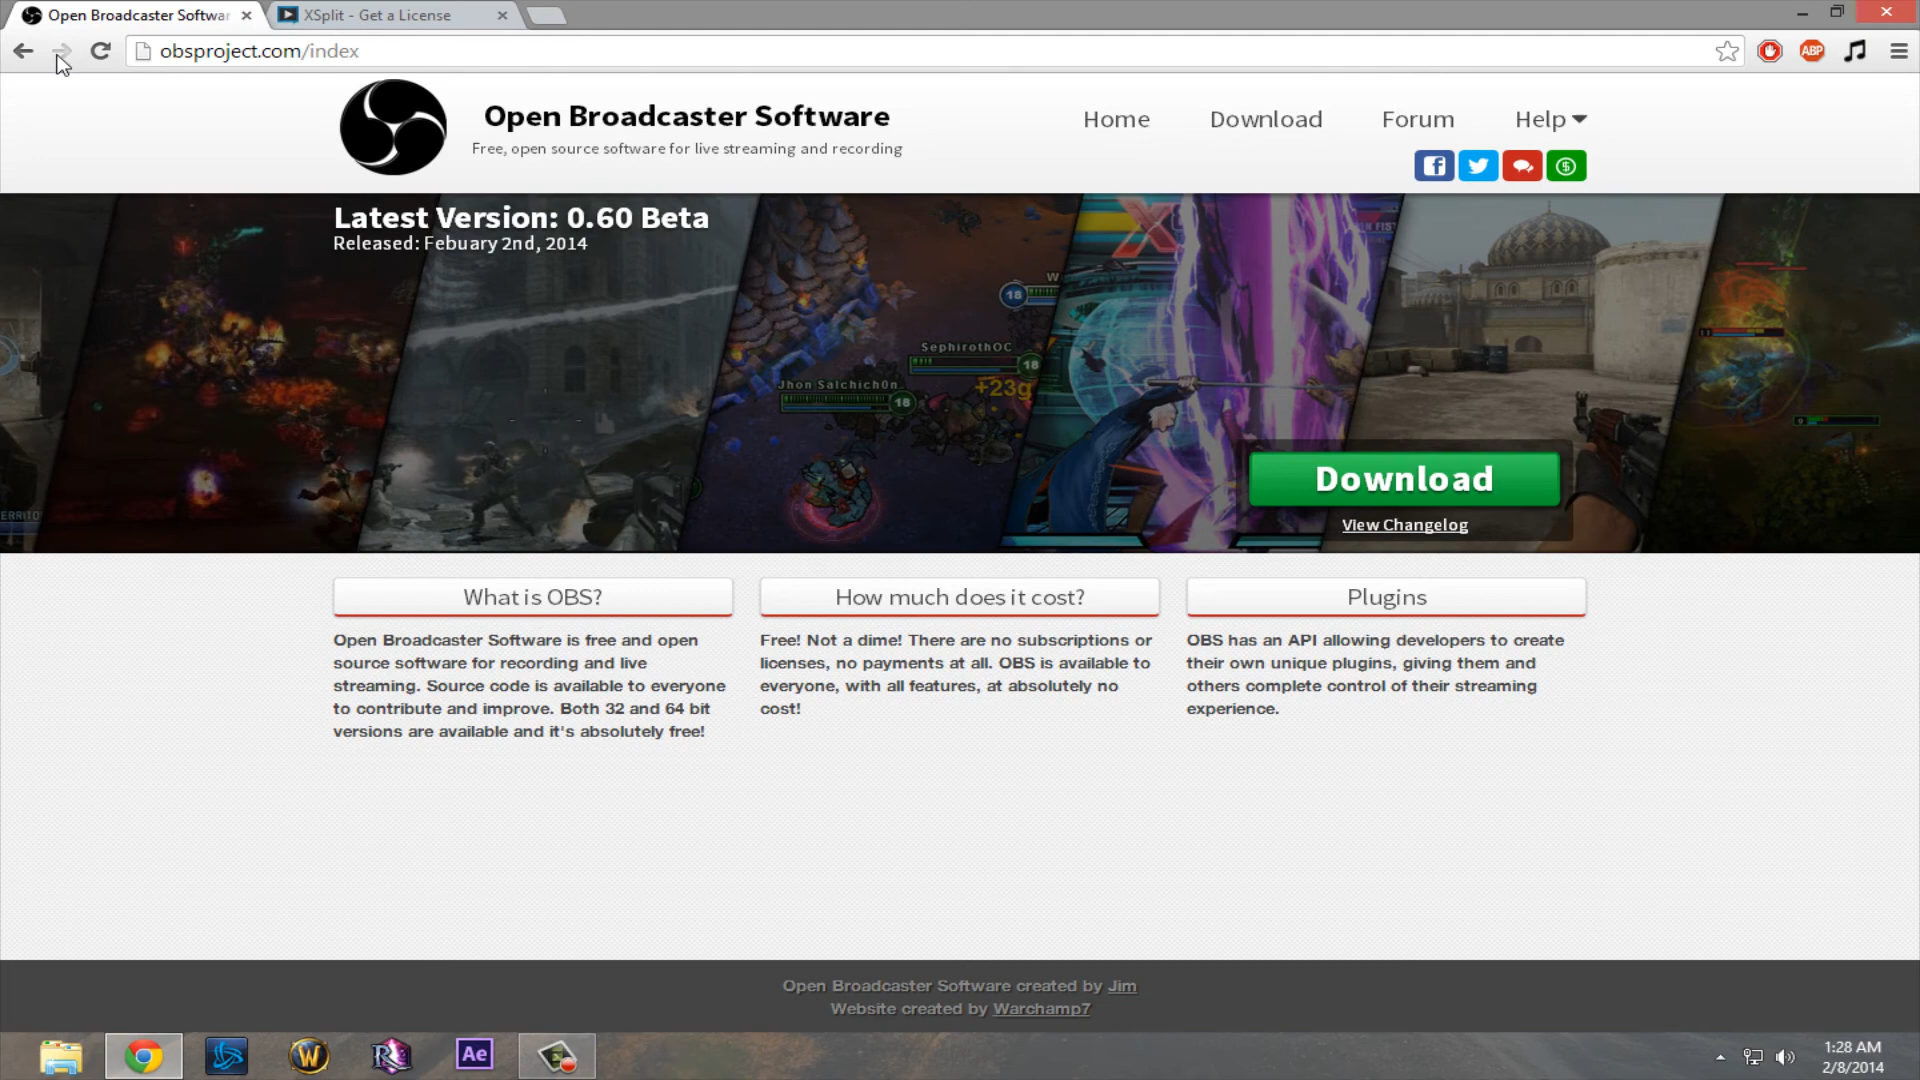 Open Broadcaster Softwar
XSplit - Get a License
obsproject.com/index
ABP
Open Broadcaster Software
Free, open source software for live streaming and recording
Home
Download
Forum
Help
Latest Version: 0.60 Beta
Released: Febuary 2nd, 2014
W
18
SephirothOC
18
+23g
Jhon Salchich0n
18
Download
View Changelog
What is OBS?
Open Broadcaster Software is free and open
source software for recording and live
streaming. Source code is available to everyone
to contribute and improve. Both 32 and 64 bit
versions are available and it's absolutely free!
How much does it cost?
Free! Not a dime! There are no subscriptions or
licenses, no payments at all. OBS is available to
everyone, with all features, at absolutely no
cost!
Plugins
OBS has an API allowing developers to create
their own unique plugins, giving them and
others complete control of their streaming
experience.
Open Broadcaster Software created by Jim
Website created by Warchamp7
W
R
Ae
1:28 AM
2/8/2014